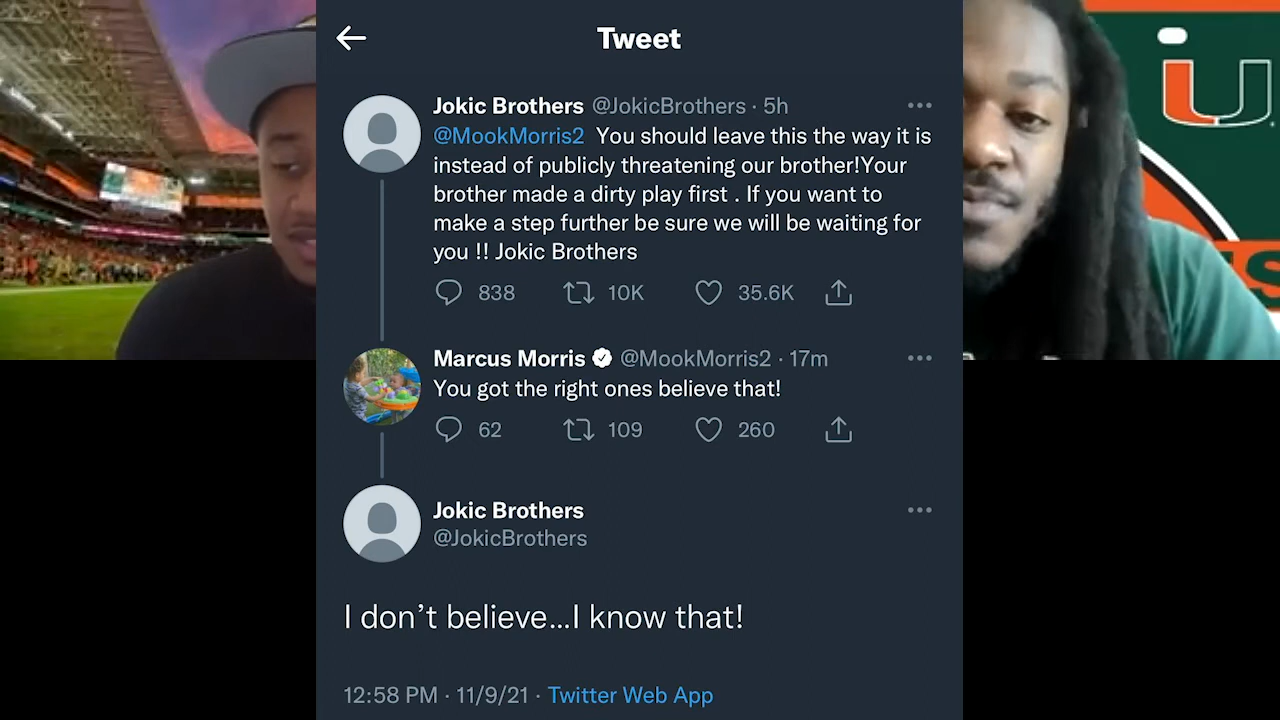 Tweet
Jokic Brothers @JokicBrothers · 5h
@MookMorris2 You should leave this the way it is
instead of publicly threatening our brother!Your
brother made a dirty play first . If you want to
make a step further be sure we will be waiting for
you !! Jokic Brothers
838 10K 35.6K
Marcus Morris @MookMorris2 · 17m
You got the right ones believe that!
62 109 260
Jokic Brothers
@JokicBrothers
I don’t believe...I know that!
12:58 PM · 11/9/21 · Twitter Web App